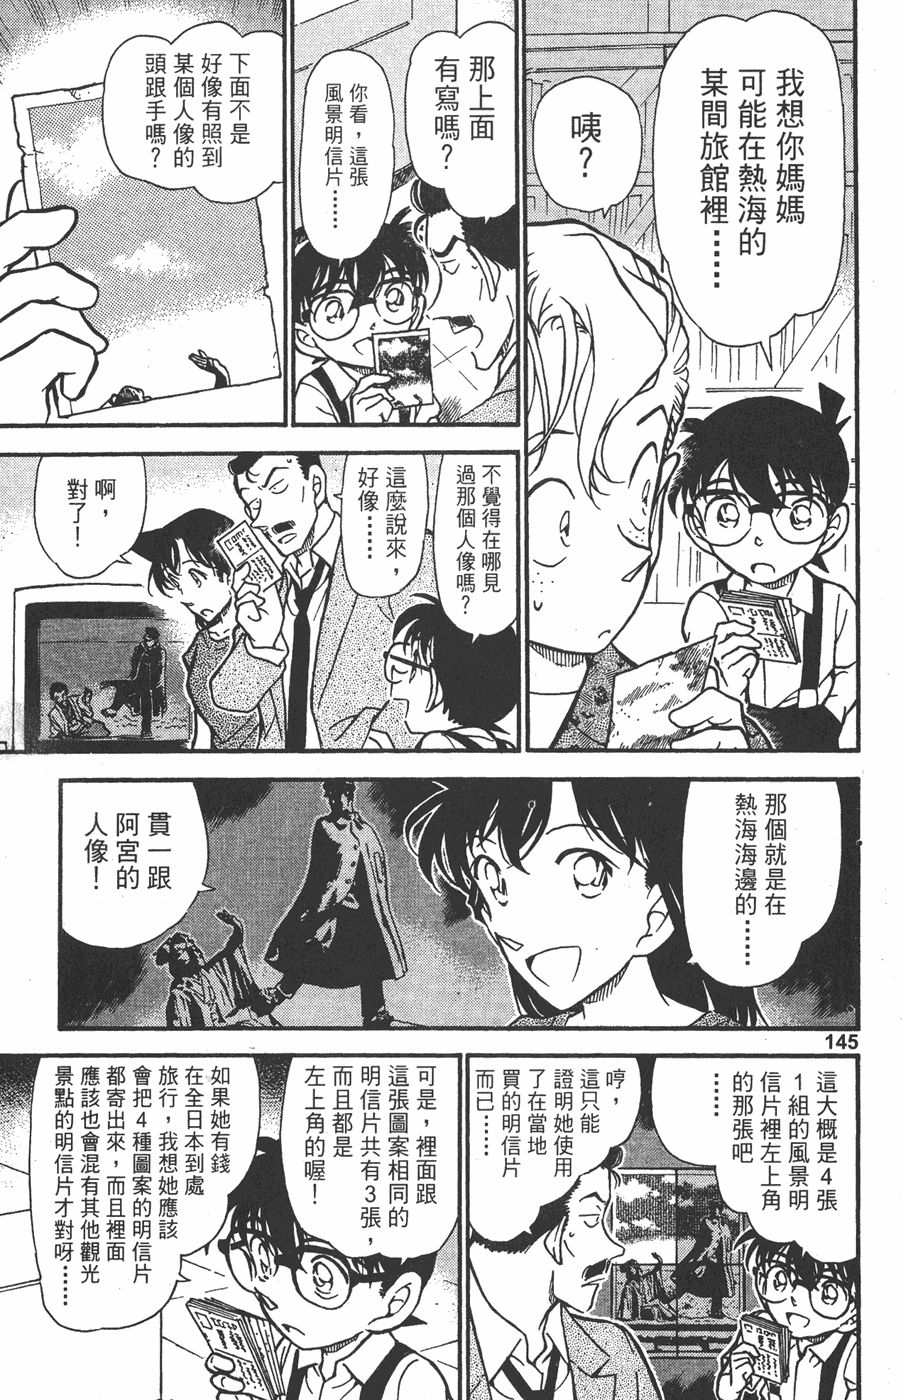 我想你媽媽
可能在熱海的
某間旅館裡……
咦？
那上面
有寫嗎？
你看，這張
風景明信片……
下面不是
好像有照到
某個人像的
頭跟手嗎？
不覺得在哪見
過那個人像嗎？
這麼說來，
好像……
啊，
對了！
那個就是在
熱海海邊的……
貫一跟
阿宮的
人像！
145
這大概是4張
1組的風景明
信片裡左上角
的那張吧
……
哼，
這只能
證明她使用
了在當地
買的明信片
而已……
可是，裡面跟
這張圖案相同的
明信片共有3張，
而且都是
左上角的喔！
如果她有錢
在全日本到處
旅行，我想她應該
會把4種圖案的明信片
都寄出來，而且裡面
應該也會混有其他觀光
景點的明信片才對呀……